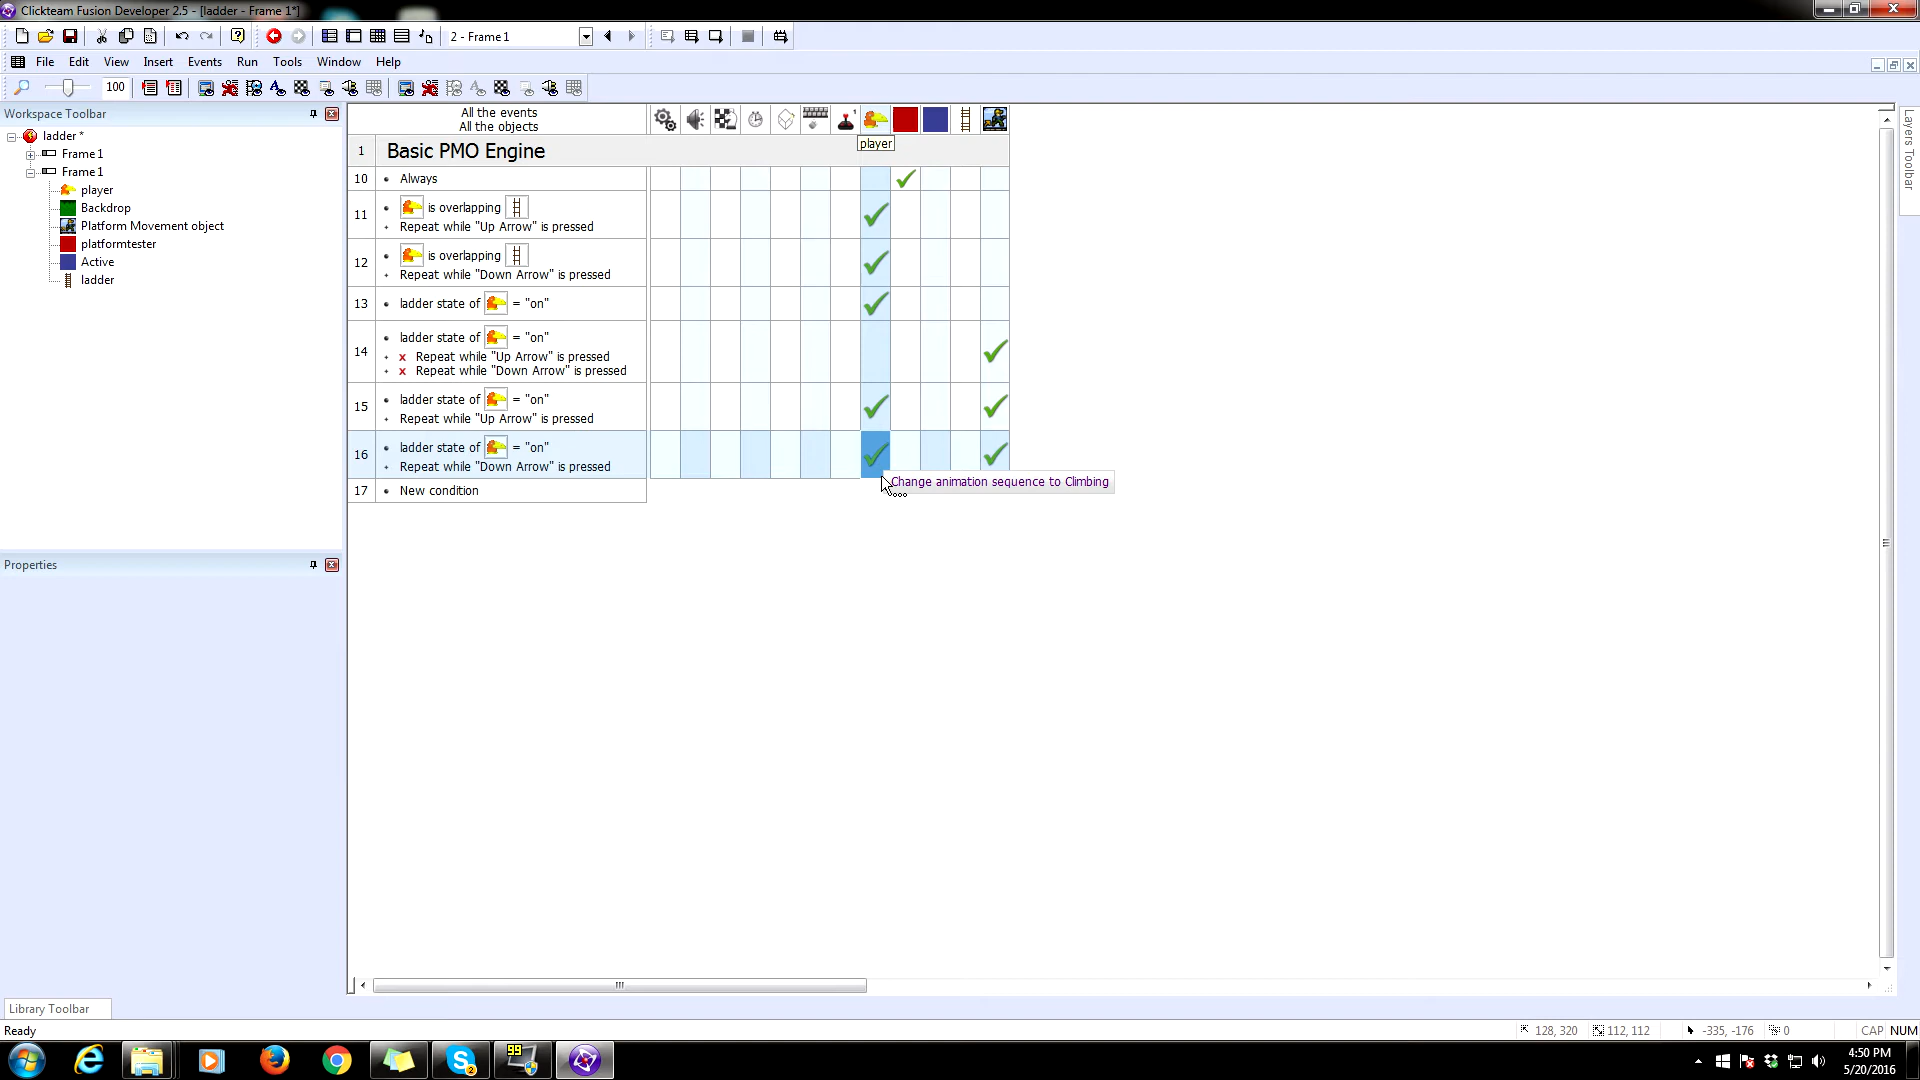 Clickteam Fusion Developer 2.5 - [ladder - Frame 1*]
2 - Frame 1
File Edit View Insert Events Run Tools Window Help
100
Workspace Toolbar
ladder *
Frame 1
Frame 1
player
Backdrop
Platform Movement object
platformtester
Active
ladder
Properties
Library Toolbar
All the events
All the objects
player
1 Basic PMO Engine
10 Always
11 is overlapping
Repeat while "Up Arrow" is pressed
12 is overlapping
Repeat while "Down Arrow" is pressed
13 ladder state of = "on"
14 ladder state of = "on"
X Repeat while "Up Arrow" is pressed
X Repeat while "Down Arrow" is pressed
15 ladder state of = "on"
Repeat while "Up Arrow" is pressed
16 ladder state of = "on"
Repeat while "Down Arrow" is pressed
Change animation sequence to Climbing
17 New condition
Layers Toolbar
Ready
128, 320 112, 112 -335, -176 0 CAP NUM
99
2
4:50 PM
5/20/2016